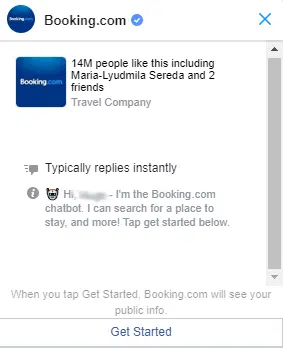 Booking.com
Booking.com
14M people like this including
Maria-Lyudmila Sereda and 2
friends
Booking.com
Travel Company
Typically replies instantly
Hi, - I'm the Booking.com
chatbot. I can search for a place to
stay, and more! Tap get started below.
When you tap Get Started, Booking.com will see your
public info.
Get Started